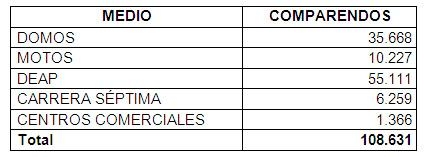 MEDIO COMPARENDOS
DOMOS 35.668
MOTOS 10.227
DEAP 55.111
CARRERA SÉPTIMA 6.259
CENTROS COMERCIALES 1.366
Total 108.631